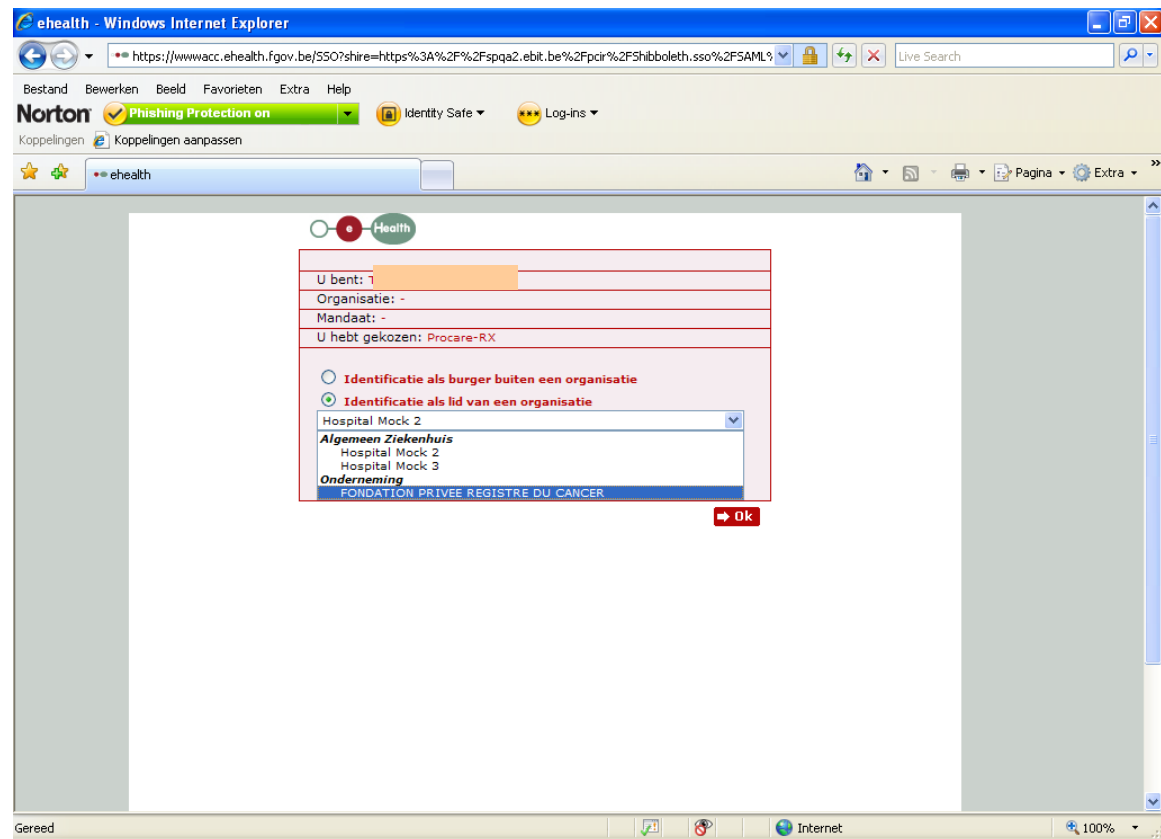 ehealth - Windows Internet Explorer
https://wwwacc.ehealth.fgov.be/SSO?shire=https%3A%2F%2Fspqa2.ebit.be%2Fpcir%2FShibboleth.sso%2FSAML% Live Search
Bestand Bewerken Beeld Favorieten Extra Help
Norton Phishing Protection on Identity Safe Log-ins
Koppelingen Koppelingen aanpassen
ehealth Pagina Extra »
e Health
U bent: T
Organisatie: -
Mandaat: -
U hebt gekozen: Procare-RX
Identificatie als burger buiten een organisatie
Identificatie als lid van een organisatie
Hospital Mock 2
Algemeen Ziekenhuis
Hospital Mock 2
Hospital Mock 3
Onderneming
FONDATION PRIVEE REGISTRE DU CANCER
Ok
Gereed Internet 100%